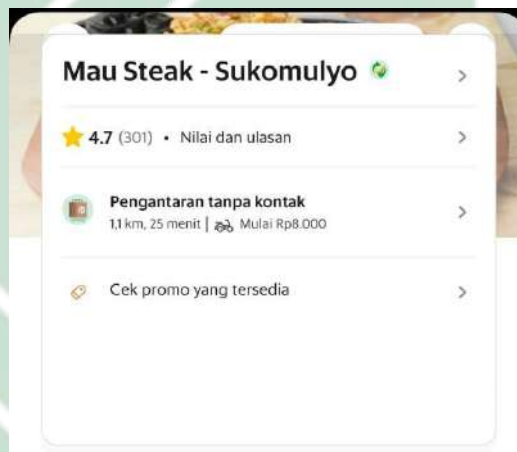 Mau Steak - Sukomulyo
4.7 (301) • Nilai dan ulasan
Pengantaran tanpa kontak
1,1 km, 25 menit | Mulai Rp8.000
Cek promo yang tersedia